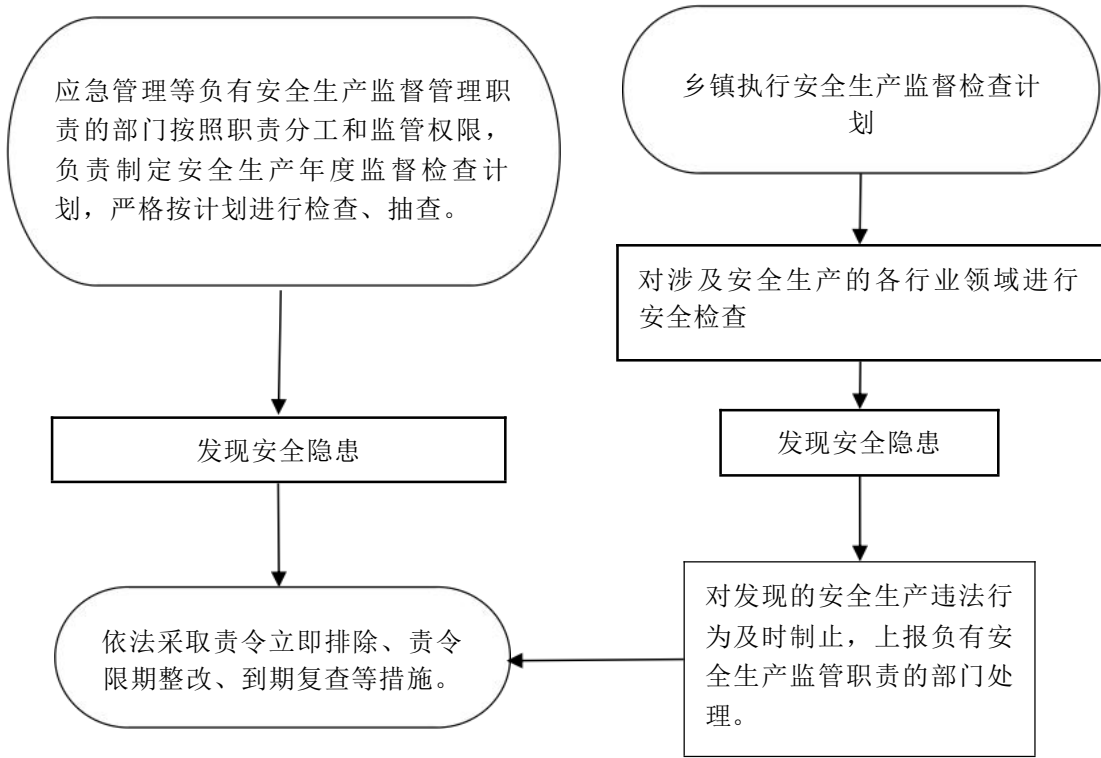 应急管理等负有安全生产监督管理职
责的部门按照职责分工和监管权限，
负责制定安全生产年度监督检查计
划，严格按计划进行检查、抽查。
发现安全隐患
依法采取责令立即排除、责令
限期整改、到期复查等措施。
乡镇执行安全生产监督检查计
划
对涉及安全生产的各行业领域进行
安全检查
发现安全隐患
对发现的安全生产违法行
为及时制止，上报负有安
全生产监管职责的部门处
理。